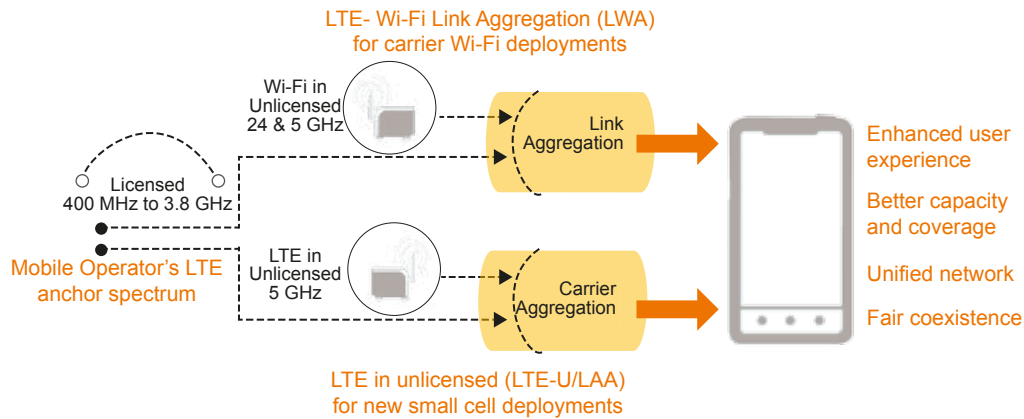 LTE- Wi-Fi Link Aggregation (LWA)
for carrier Wi-Fi deployments
Wi-Fi in
Unlicensed
24 & 5 GHz
Link
Aggregation
Licensed
400 MHz to 3.8 GHz
Mobile Operator's LTE
anchor spectrum
LTE in
Unlicensed
5 GHz
Carrier
Aggregation
LTE in unlicensed (LTE-U/LAA)
for new small cell deployments
Enhanced user
experience
Better capacity
and coverage
Unified network
Fair coexistence